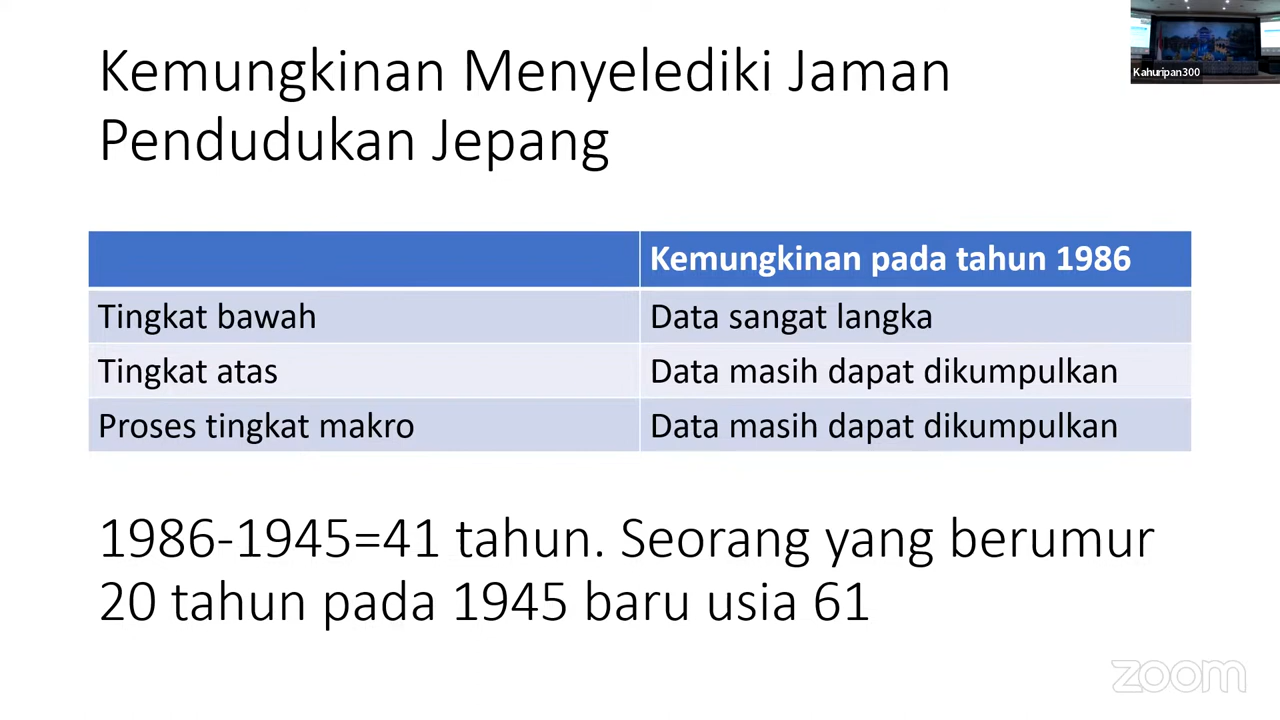 Kemungkinan Menyelediki Jaman
Pendudukan Jepang
Kahuripan300
Kemungkinan pada tahun 1986
Tingkat bawah Data sangat langka
Tingkat atas Data masih dapat dikumpulkan
Proses tingkat makro Data masih dapat dikumpulkan
1986-1945=41 tahun. Seorang yang berumur
20 tahun pada 1945 baru usia 61
zoom